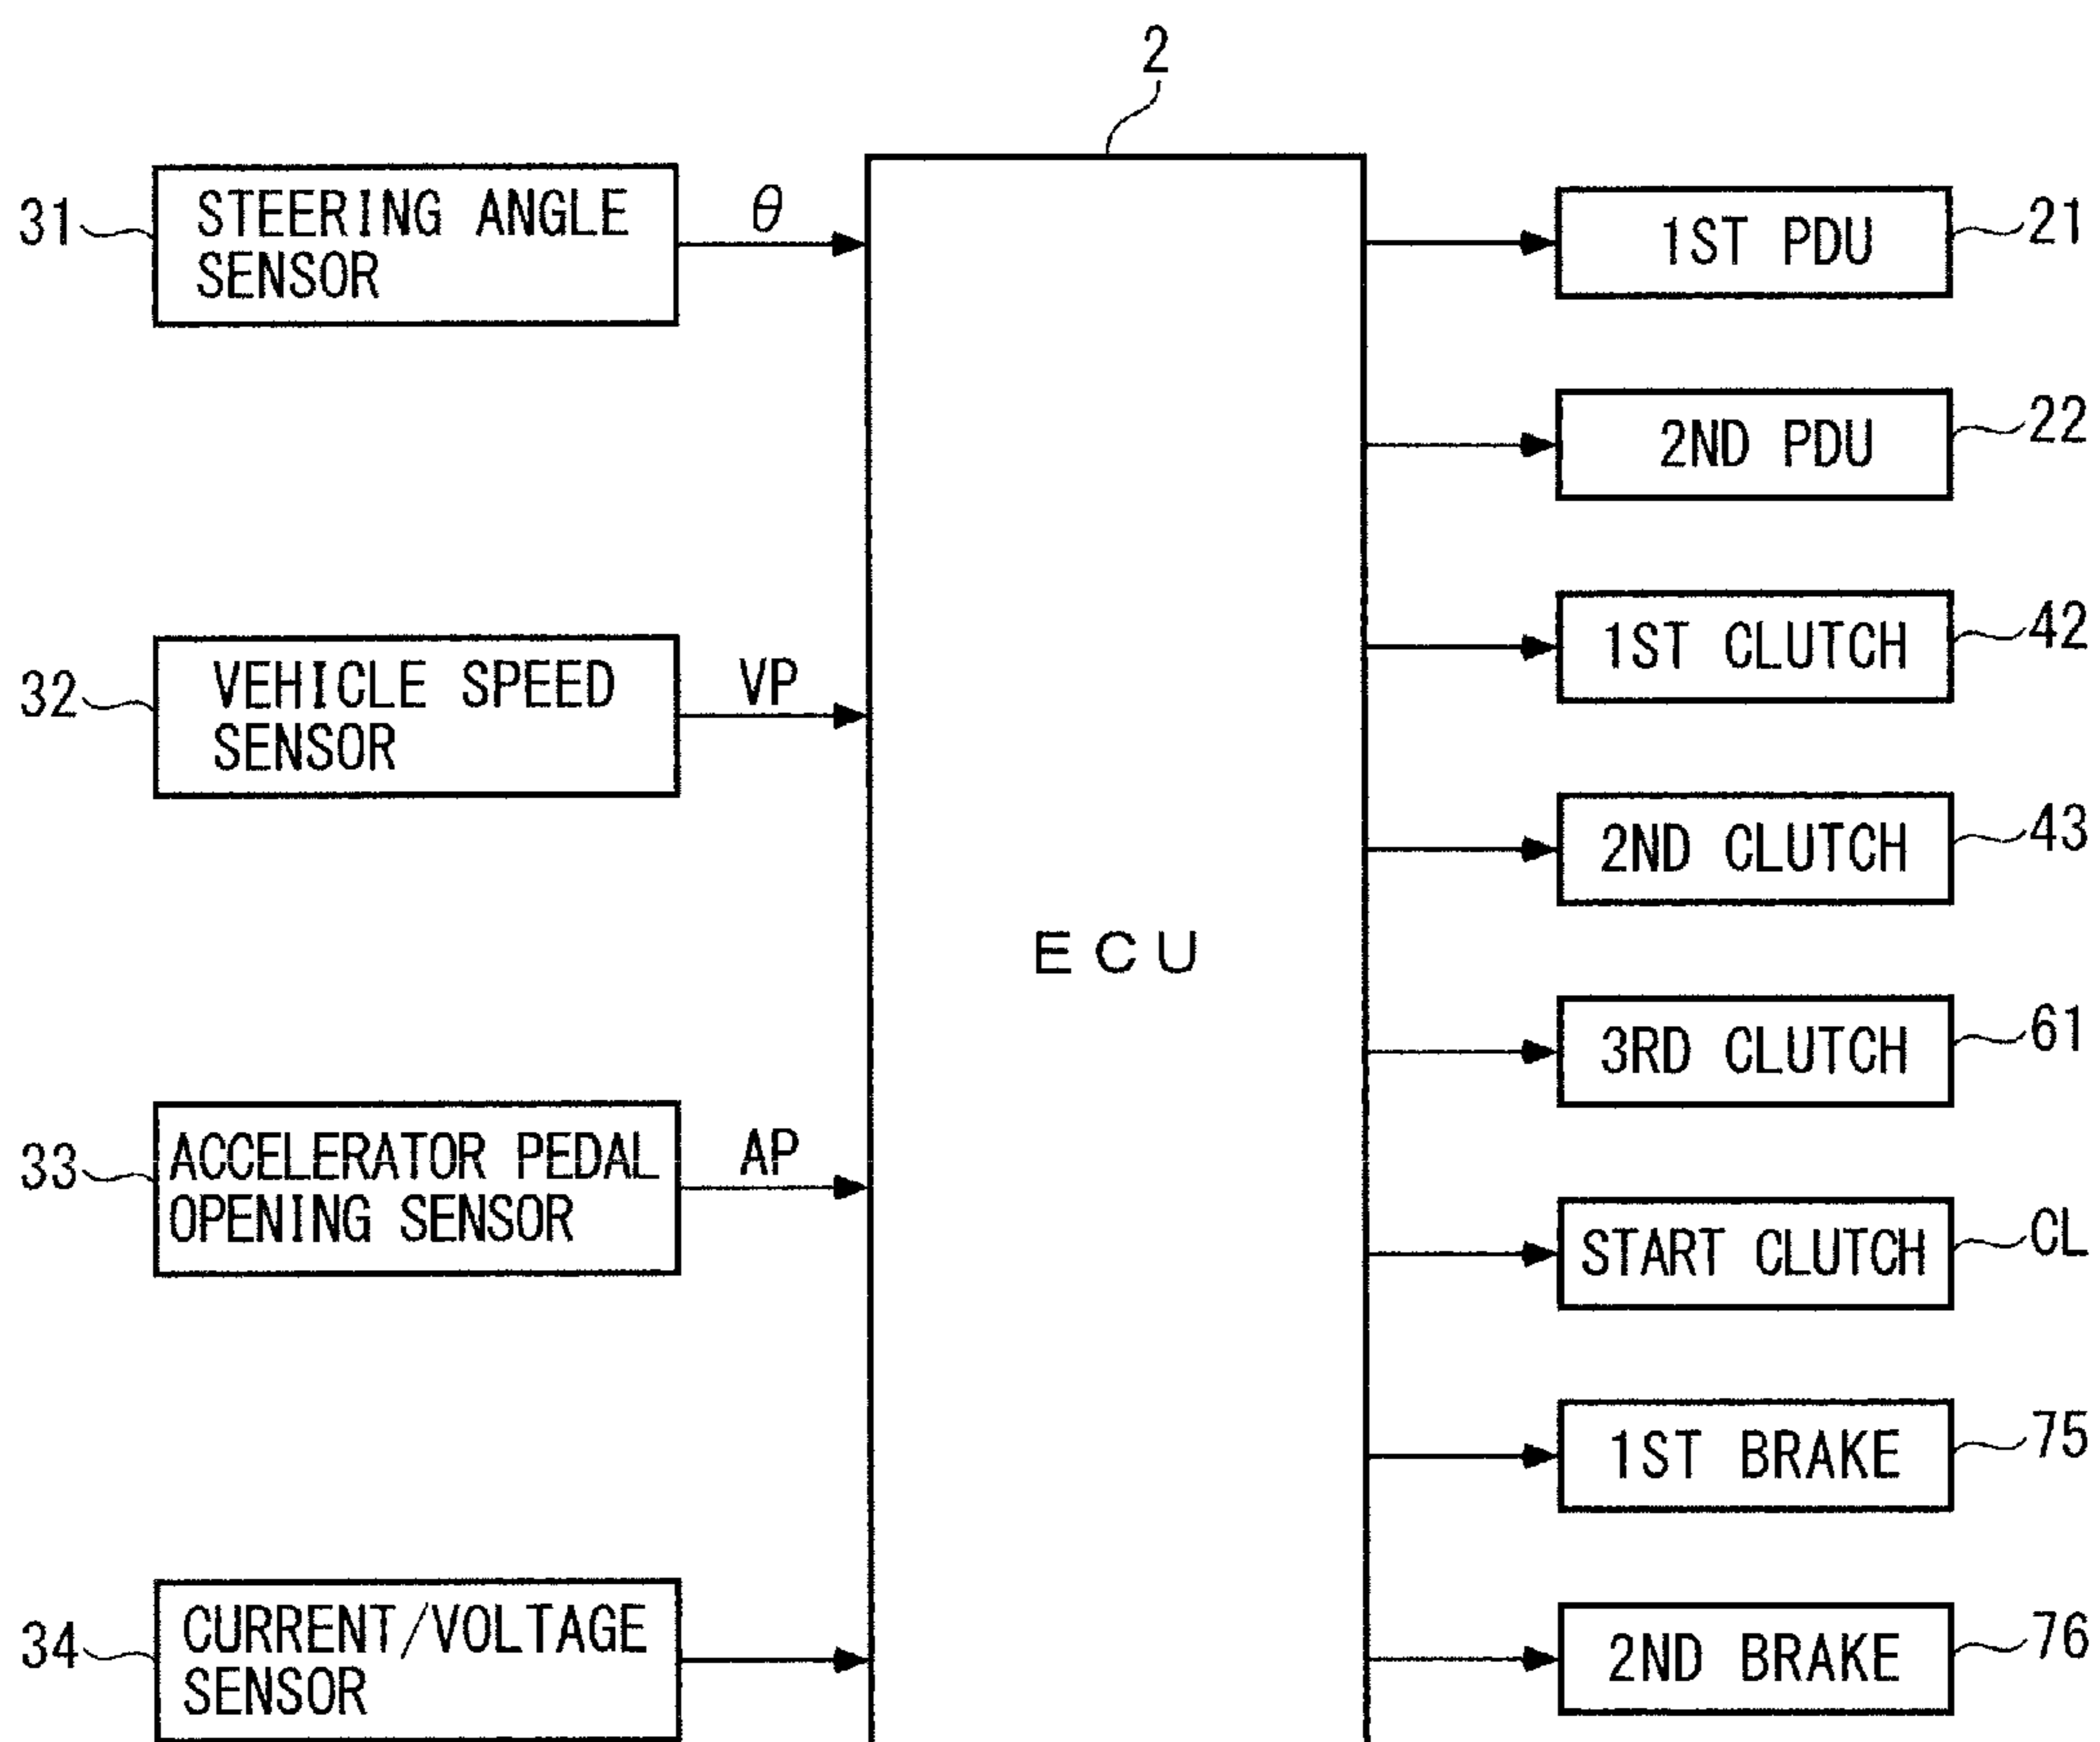 2
31
STEERING ANGLE
SENSOR
θ
32
VEHICLE SPEED
SENSOR
VP
33
ACCELERATOR PEDAL
OPENING SENSOR
AP
34
CURRENT/VOLTAGE
SENSOR
ECU
1ST PDU
21
2ND PDU
22
1ST CLUTCH
42
2ND CLUTCH
43
3RD CLUTCH
61
START CLUTCH
CL
1ST BRAKE
75
2ND BRAKE
76